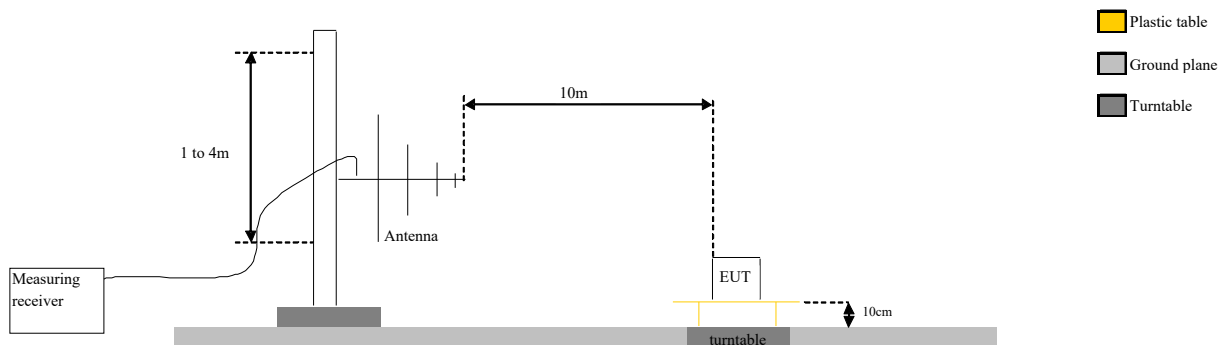 Plastic table
Ground plane
Turntable
10m
1 to 4m
Antenna
Measuring
receiver
EUT
10cm
turntable